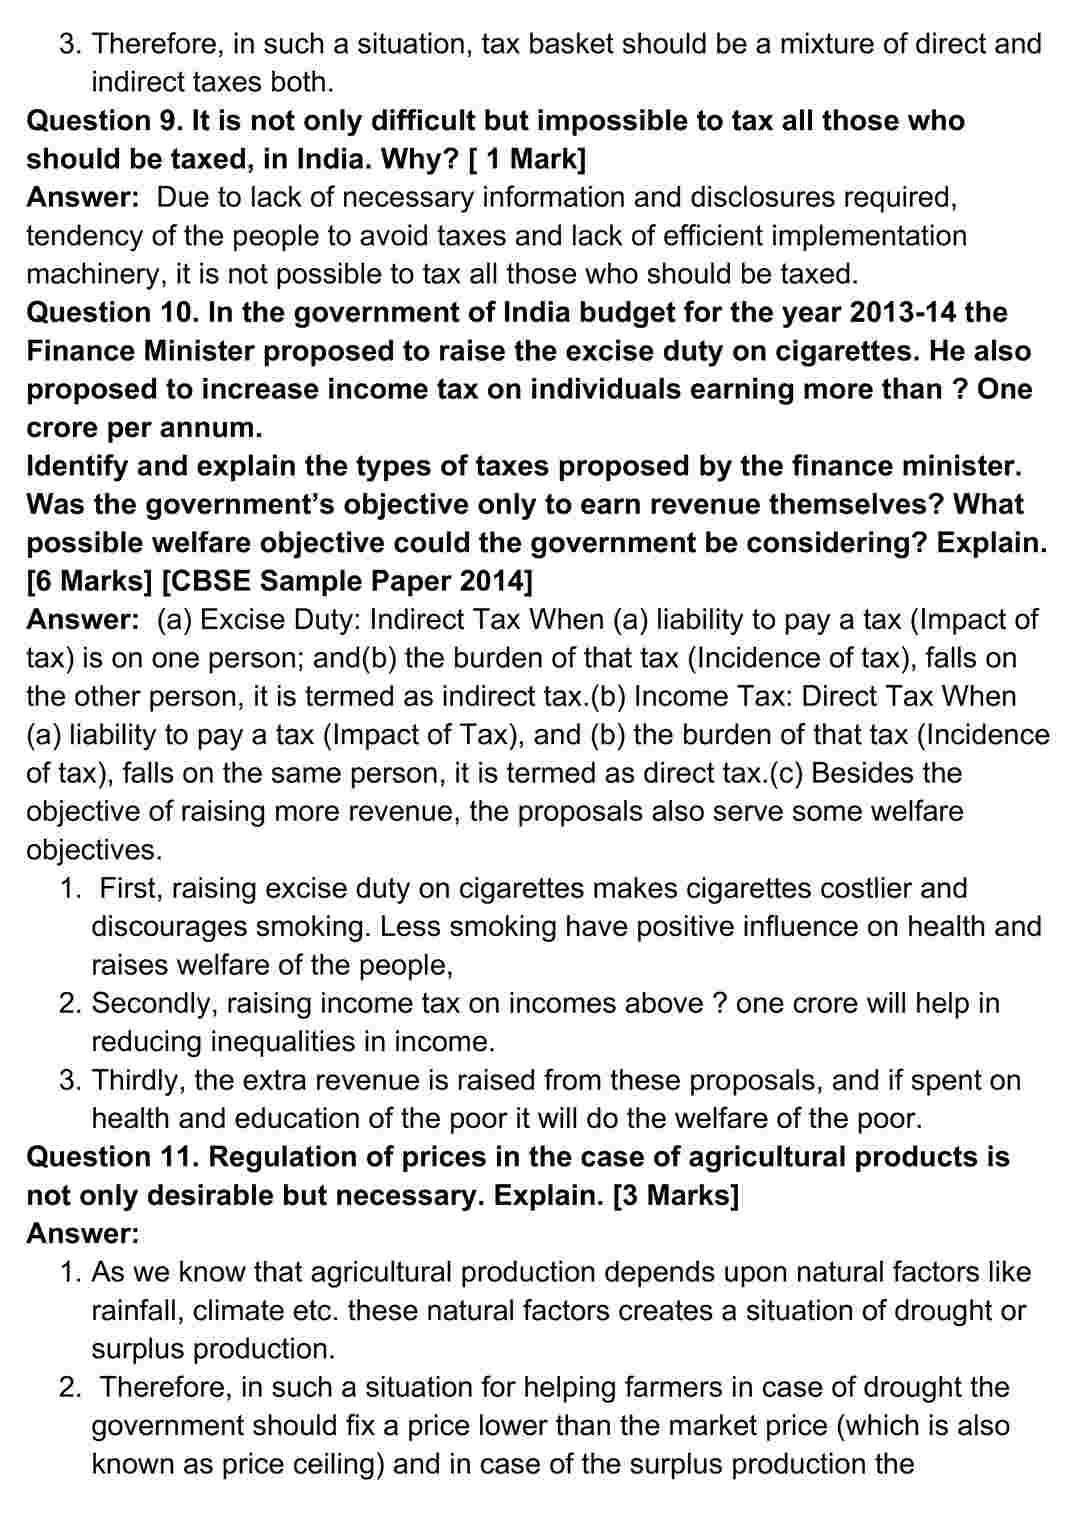 3. Therefore, in such a situation, tax basket should be a mixture of direct and
indirect taxes both.
Question 9. It is not only difficult but impossible to tax all those who
should be taxed, in India. Why? [ 1 Mark]
Answer:  Due to lack of necessary information and disclosures required,
tendency of the people to avoid taxes and lack of efficient implementation
machinery, it is not possible to tax all those who should be taxed.
Question 10. In the government of India budget for the year 2013-14 the
Finance Minister proposed to raise the excise duty on cigarettes. He also
proposed to increase income tax on individuals earning more than ? One
crore per annum.
Identify and explain the types of taxes proposed by the finance minister.
Was the government’s objective only to earn revenue themselves? What
possible welfare objective could the government be considering? Explain.
[6 Marks] [CBSE Sample Paper 2014]
Answer:  (a) Excise Duty: Indirect Tax When (a) liability to pay a tax (Impact of
tax) is on one person; and(b) the burden of that tax (Incidence of tax), falls on
the other person, it is termed as indirect tax.(b) Income Tax: Direct Tax When
(a) liability to pay a tax (Impact of Tax), and (b) the burden of that tax (Incidence
of tax), falls on the same person, it is termed as direct tax.(c) Besides the
objective of raising more revenue, the proposals also serve some welfare
objectives.
1.  First, raising excise duty on cigarettes makes cigarettes costlier and
discourages smoking. Less smoking have positive influence on health and
raises welfare of the people,
2. Secondly, raising income tax on incomes above ? one crore will help in
reducing inequalities in income.
3. Thirdly, the extra revenue is raised from these proposals, and if spent on
health and education of the poor it will do the welfare of the poor.
Question 11. Regulation of prices in the case of agricultural products is
not only desirable but necessary. Explain. [3 Marks]
Answer:
1. As we know that agricultural production depends upon natural factors like
rainfall, climate etc. these natural factors creates a situation of drought or
surplus production.
2.  Therefore, in such a situation for helping farmers in case of drought the
government should fix a price lower than the market price (which is also
known as price ceiling) and in case of the surplus production the